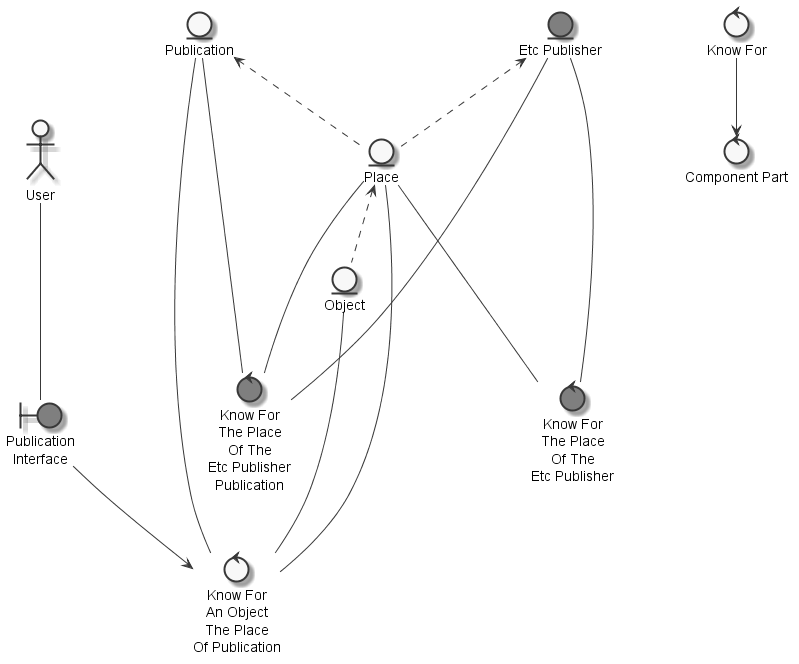 Publication
Etc Publisher
Know For
User
Place
Component Part
Object
Publication
Interface
Know For
The Place
Of The
Etc Publisher
Publication
Know For
The Place
Of The
Etc Publisher
Know For
An Object
The Place
Of Publication